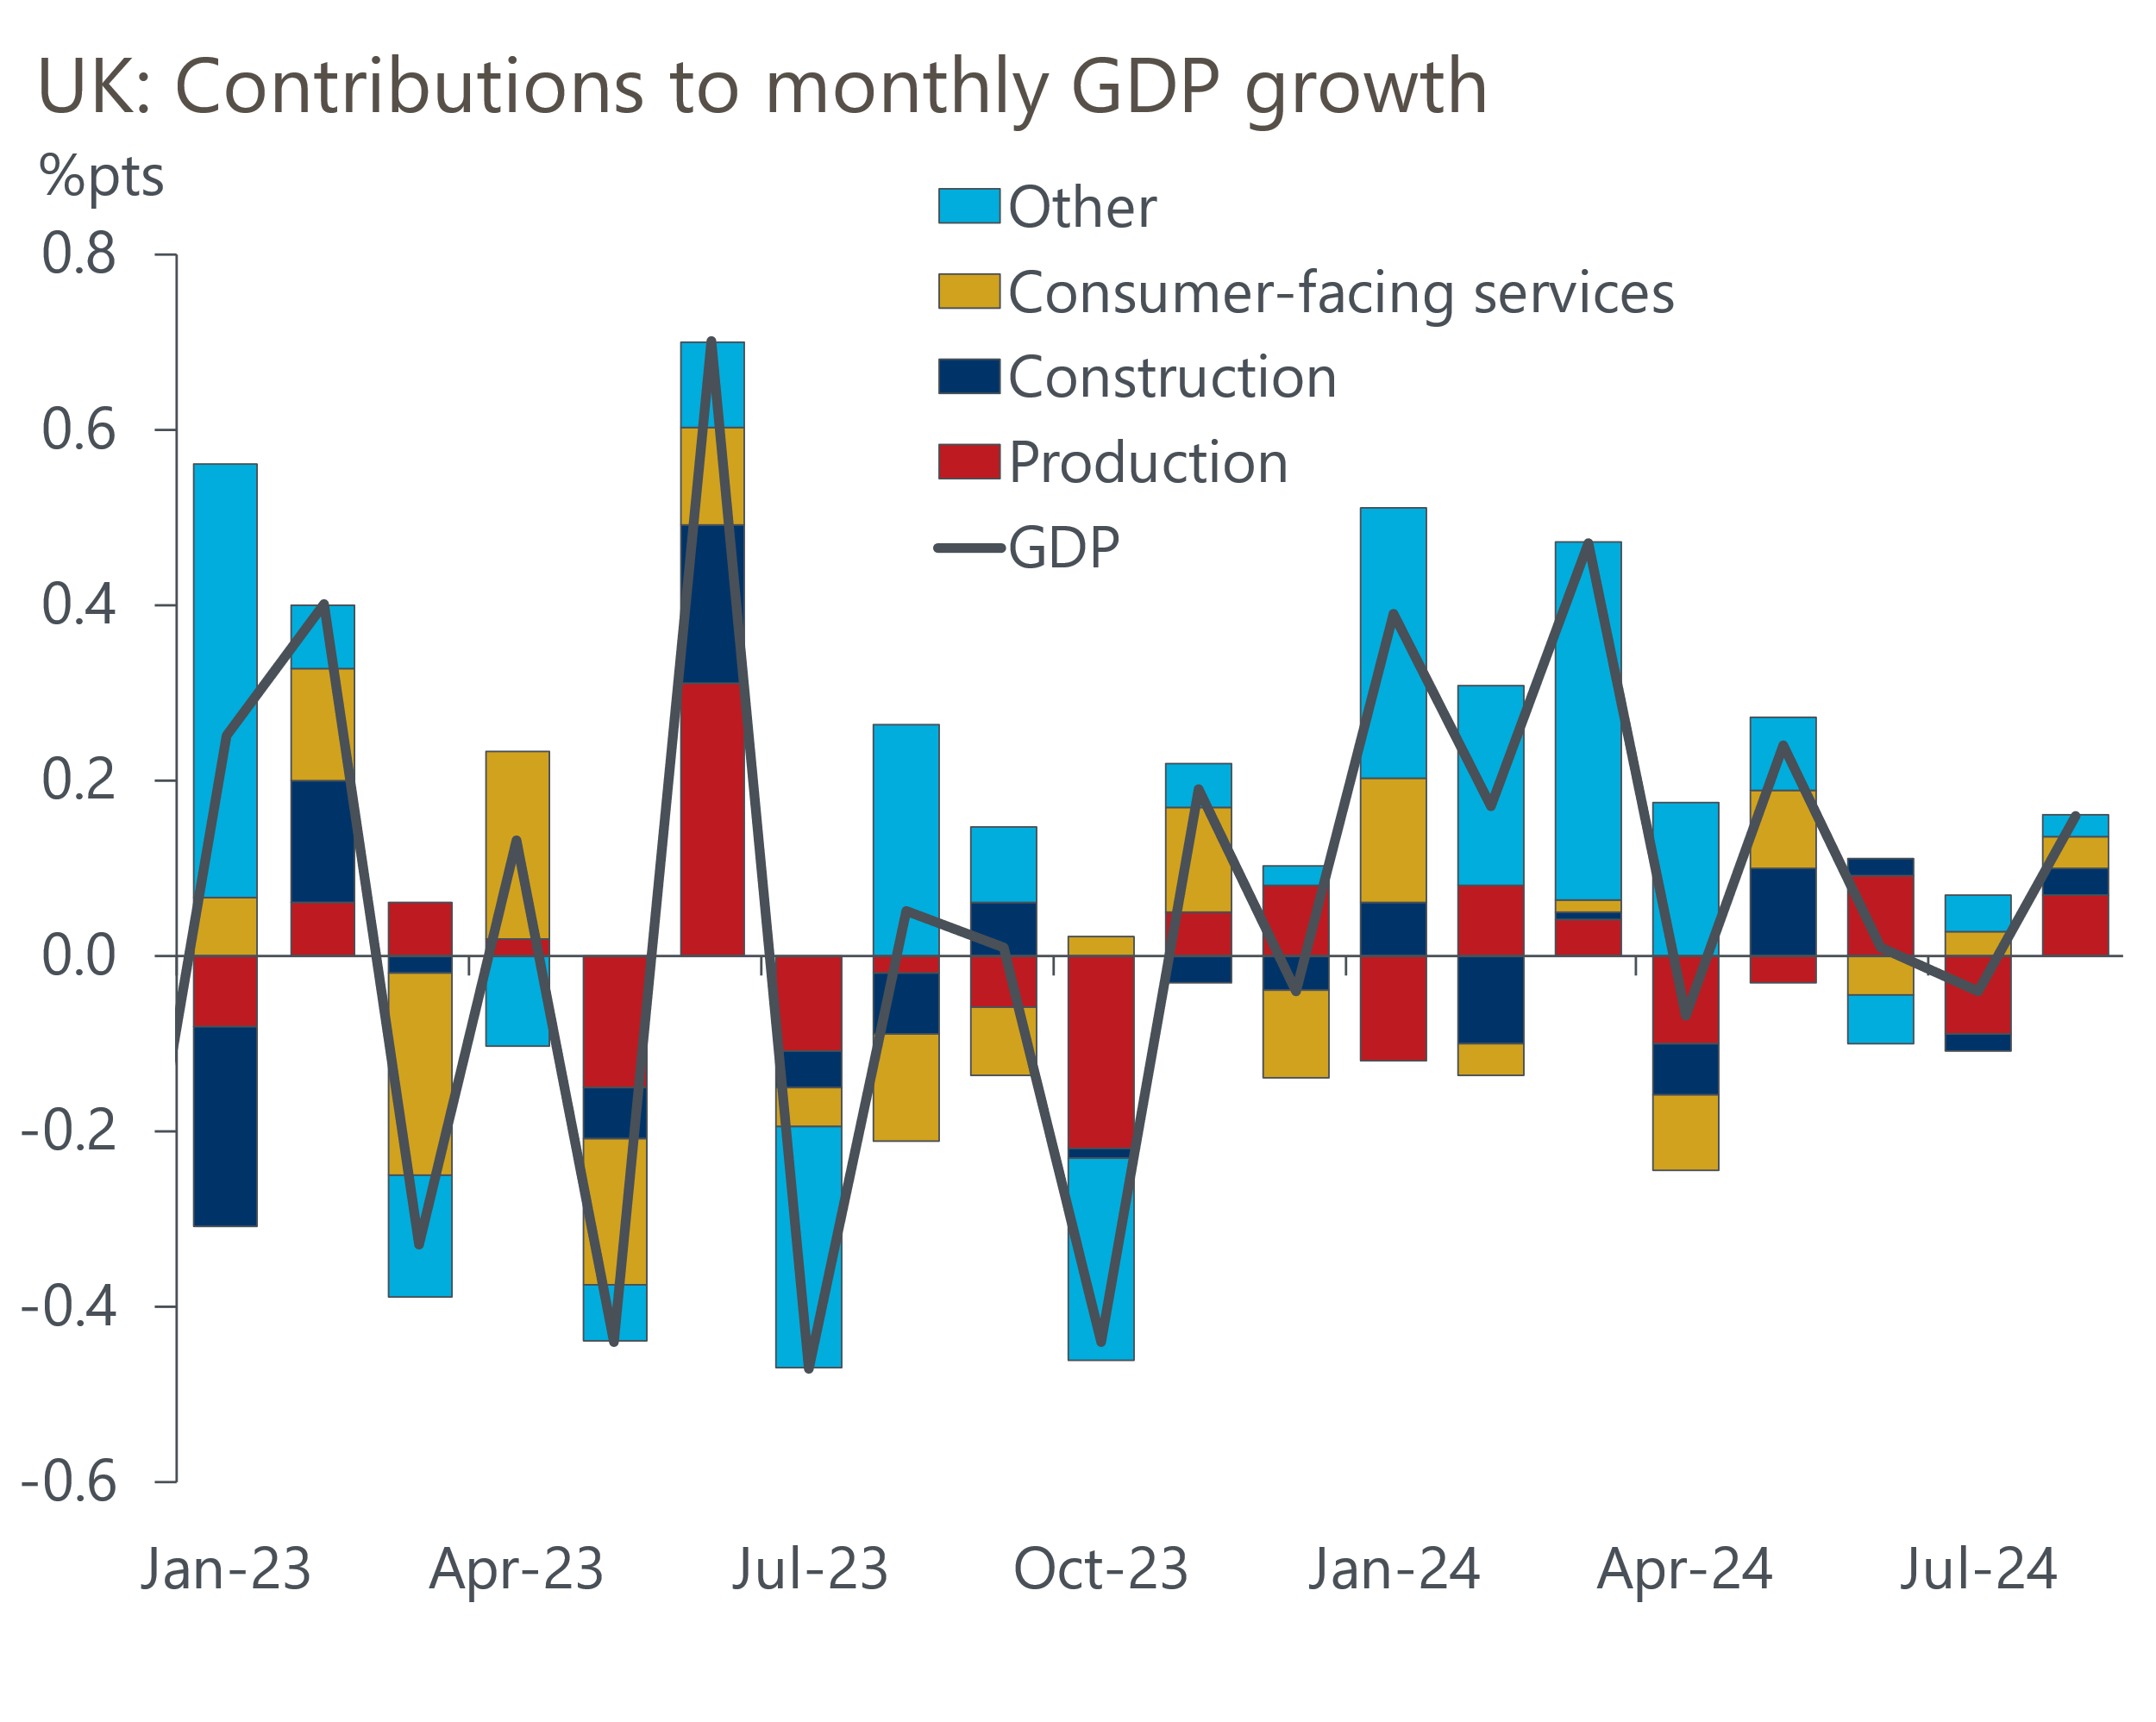 UK: Contributions to monthly GDP growth
%pts
Other
Consumer-facing services
Construction
Production
GDP
0.8
0.6
0.4
0.2
0.0
-0.2
-0.4
-0.6
Jan-23 Apr-23 Jul-23 Oct-23 Jan-24 Apr-24 Jul-24